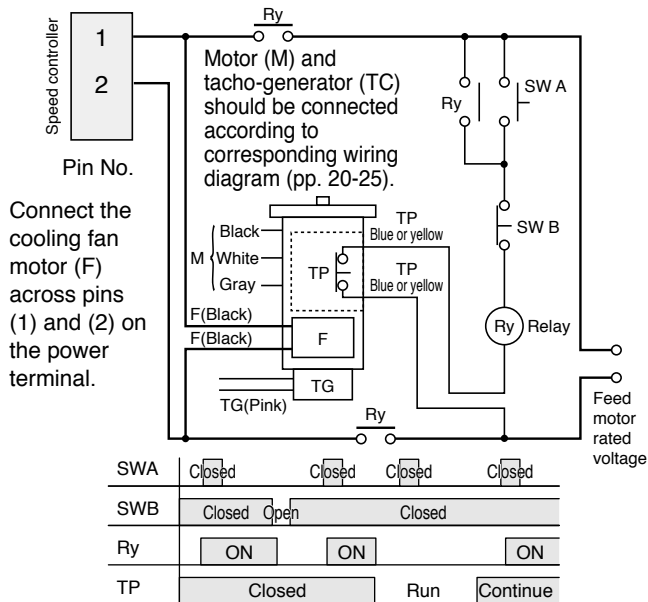 Ry
Speed controller
1
2
Pin No.
Motor (M) and
tacho-generator (TC)
should be connected
according to
corresponding wiring
diagram (pp. 20-25).
Ry
SW A
SW B
Ry
Relay
Connect the
cooling fan
motor (F)
across pins
(1) and (2) on
the power
terminal.
Black
M White
Gray
F(Black)
F(Black)
TP
F
TG
TG(Pink)
TP
Blue or yellow
TP
Blue or yellow
Ry
Feed
motor
rated
voltage
SWA Closed Closed Closed Closed
SWB Closed Open Closed
Ry ON ON ON
TP Closed Run Continue